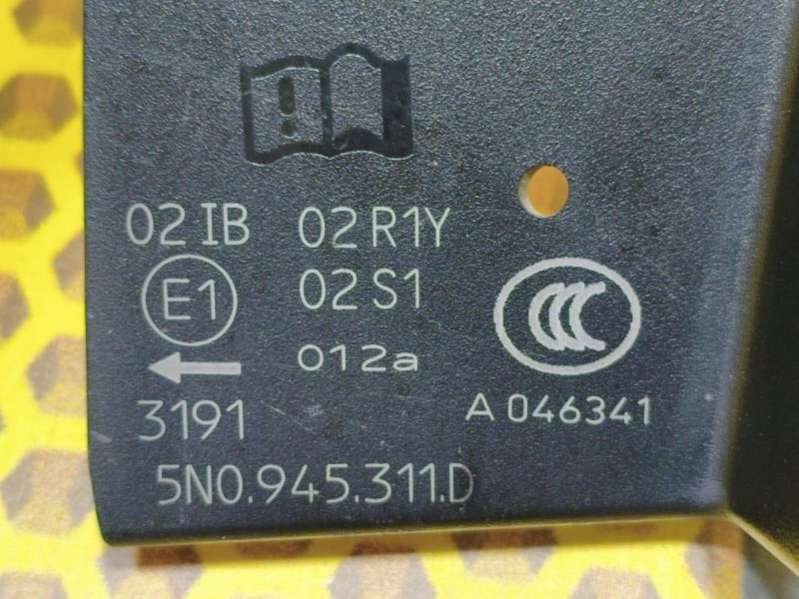 02 IB 02 R1Y
E1 02 S1
012a
3191 A 046341
5N0.945.311.D